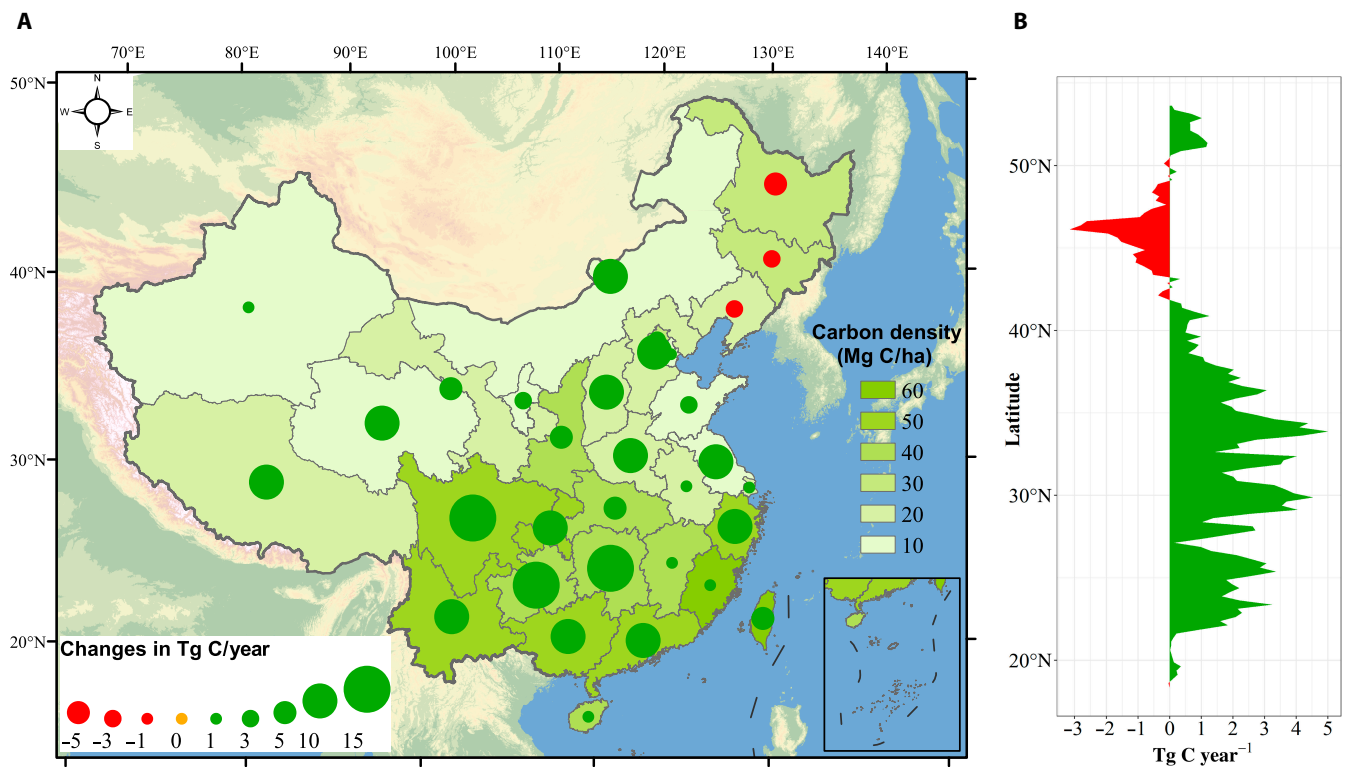 A
B
70°E 80°E 90°E 100°E 110°E 120°E 130°E 140°E
50°N
40°N
30°N
20°N
N
W E
S
Carbon density
(Mg C/ha)
60
50
40
30
20
10
Changes in Tg C/year
−5 −3 −1 0 1 3 5 10 15
Latitude
50°N
40°N
30°N
20°N
−3 −2 −1 0 1 2 3 4 5
Tg C year⁻¹